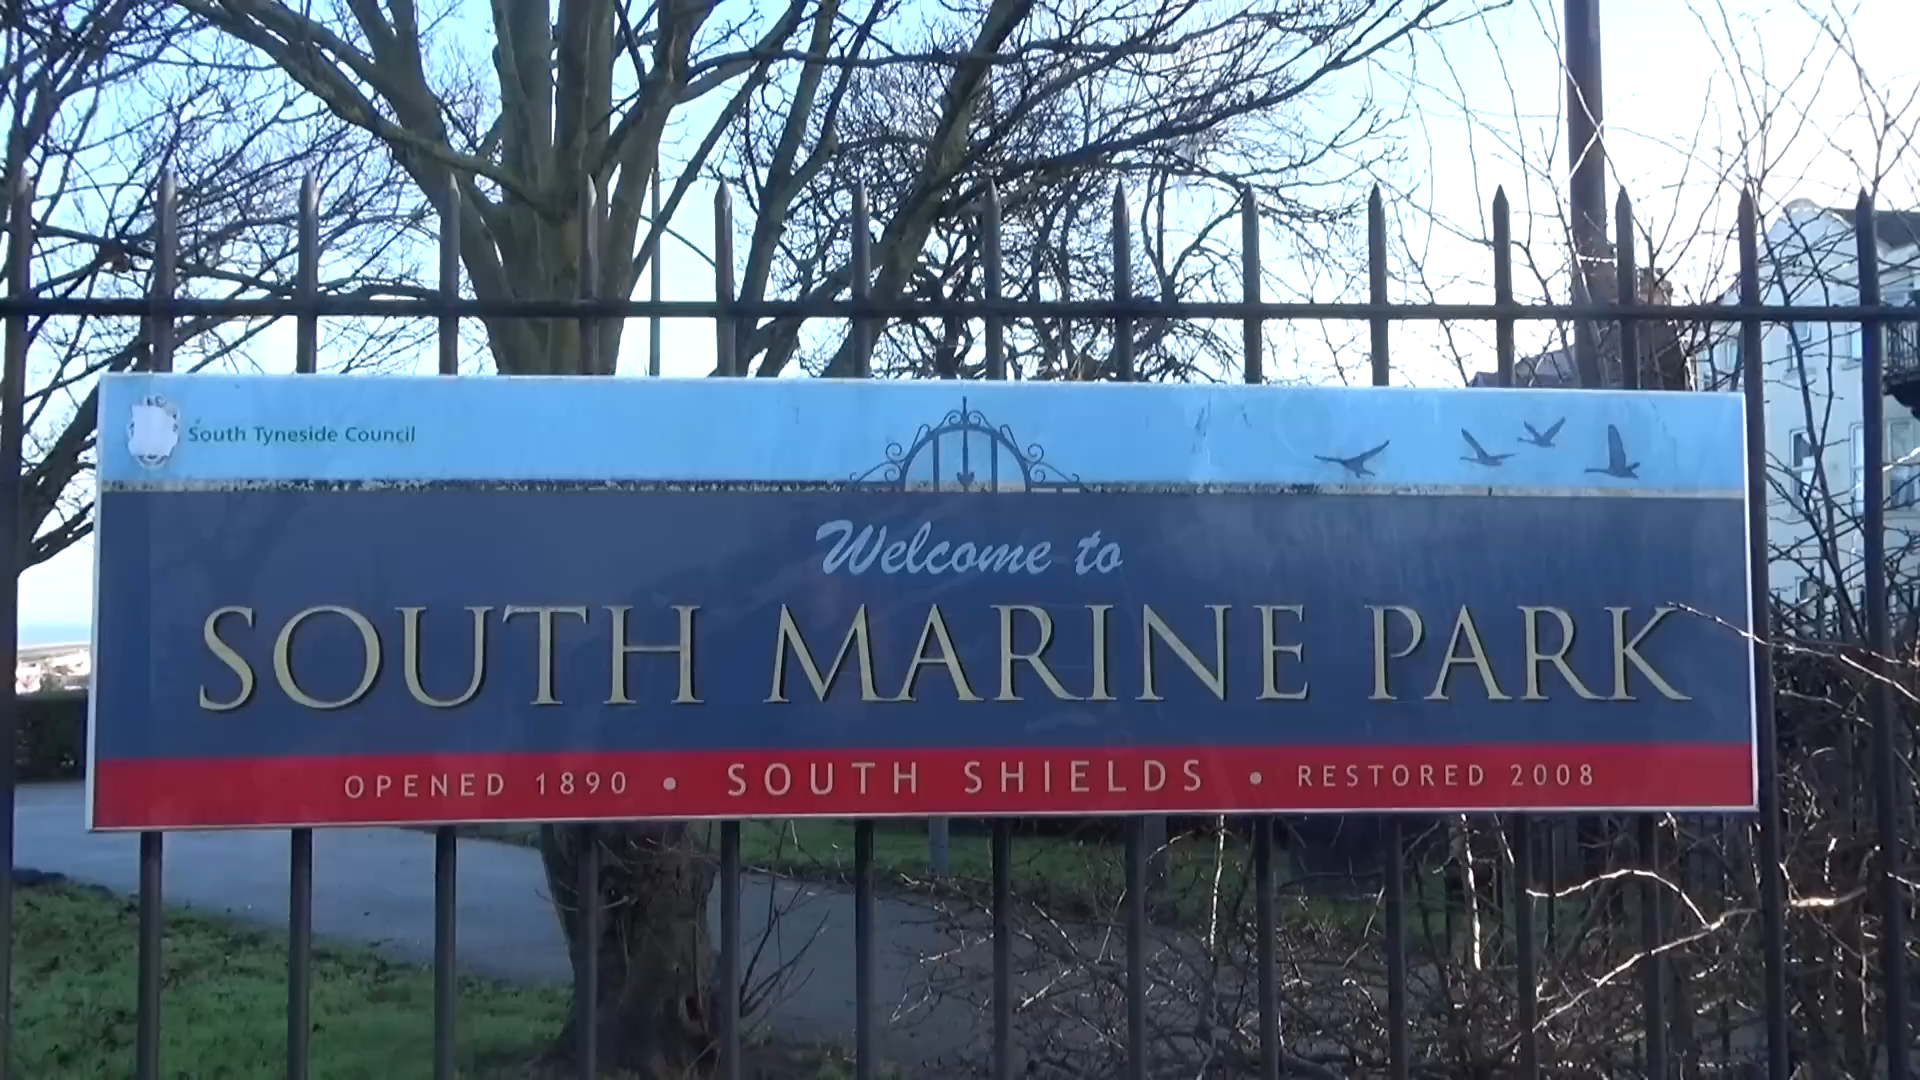 South Tyneside Council
Welcome to
SOUTH MARINE PARK
OPENED 1890 • SOUTH SHIELDS • RESTORED 2008